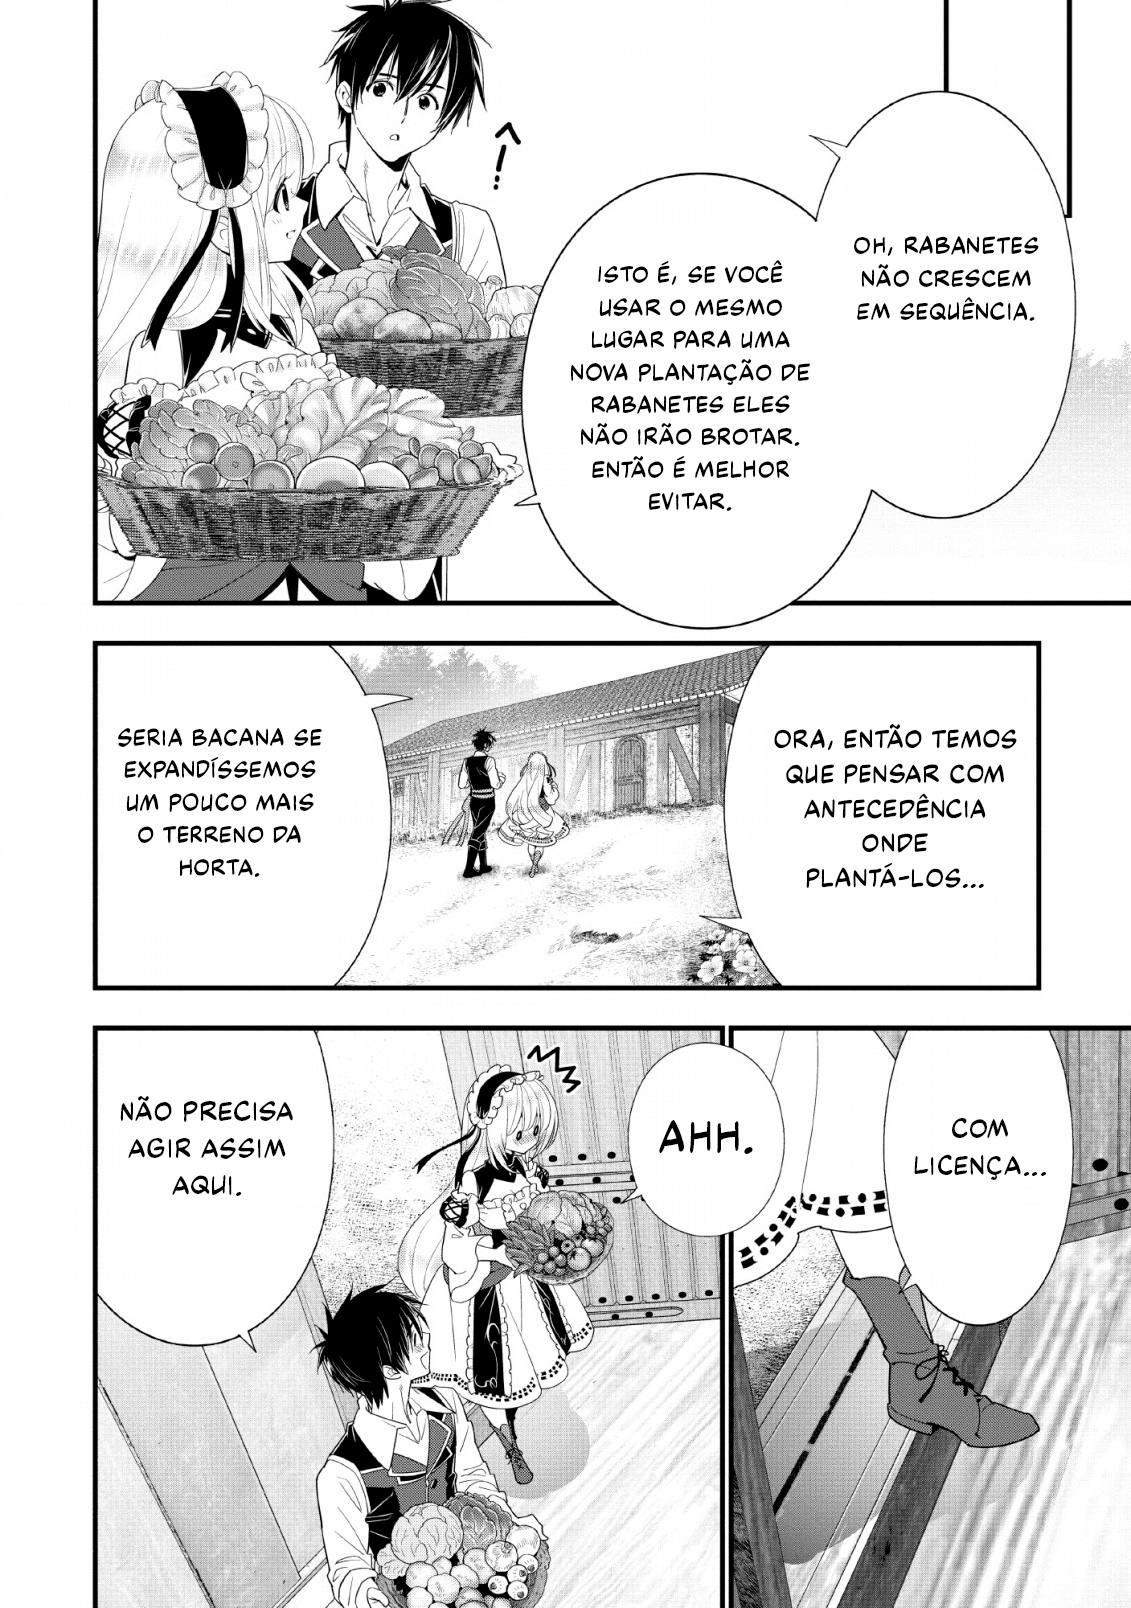 OH, RABANETES
NÃO CRESCEM
EM SEQUÊNCIA.
ISTO É, SE VOCÊ
USAR O MESMO
LUGAR PARA UMA
NOVA PLANTAÇÃO DE
RABANETES ELES
NÃO IRÃO BROTAR.
ENTÃO É MELHOR
EVITAR.
ORA, ENTÃO TEMOS
QUE PENSAR COM
ANTECEDÊNCIA
ONDE
PLANTÁ-LOS...
SERIA BACANA SE
EXPANDÍSSEMOS
UM POUCO MAIS
O TERRENO DA
HORTA.
COM
LICENÇA...
AHH.
NÃO PRECISA
AGIR ASSIM
AQUI.